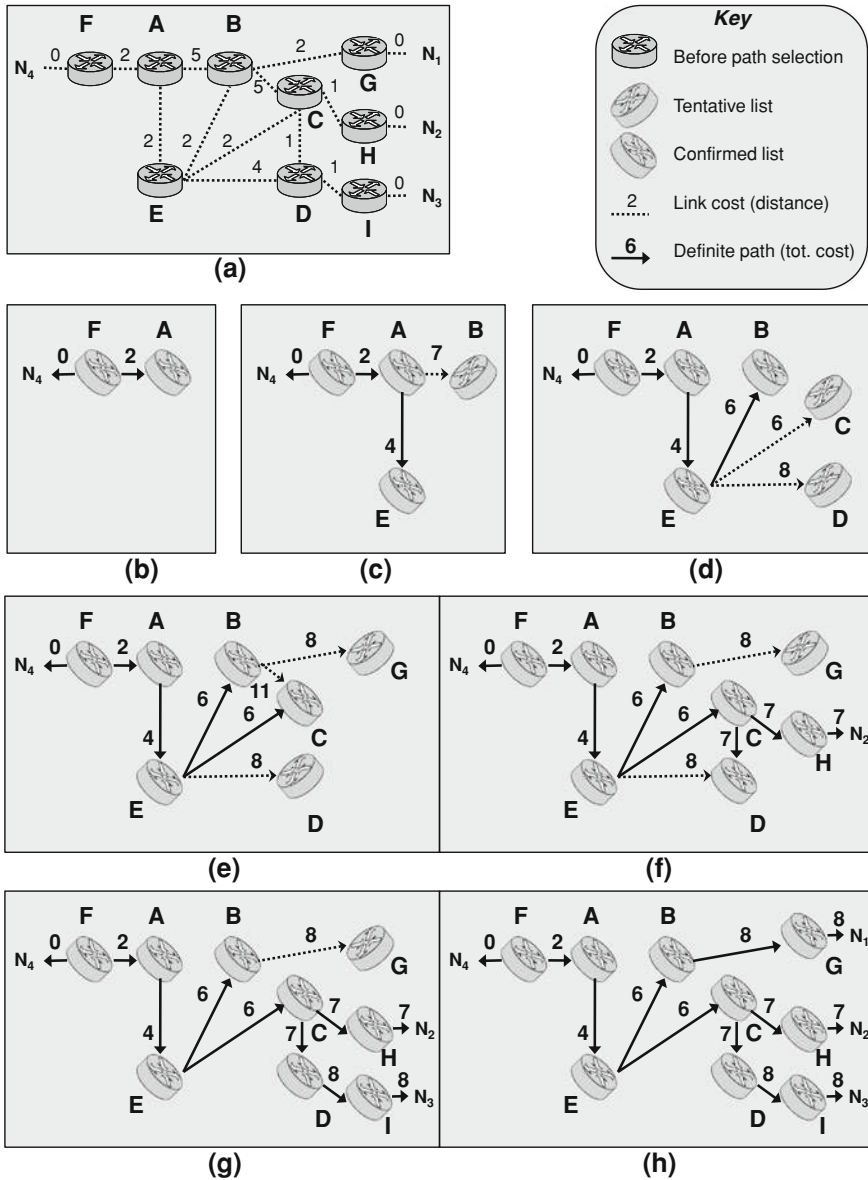 F A B
Key
N4 0 2 5 2 0 N1
G
5 1
C
2 2 2 1 0 N2
H
4 1 0 N3
E D I
(a)
Before path selection
Tentative list
Confirmed list
2 Link cost (distance)
6 Definite path (tot. cost)
F A
0 2
N4
(b)
F A B
0 2 7
N4
4
E
(c)
F A B
0 2
N4
6 6 C
4
8
E D
(d)
F A B
0 2 8
N4 G
11
6 6
C
4
8
E D
(e)
F A B
0 2 8
N4 G
6 6 7 7 N2
C
4 7 H
8
E D
(f)
F A B
0 2 8
N4 G
6 6 7 7
C N2
4 7 H
8 8
N3
E D I
(g)
F A B 8
0 2 8 N1
N4 G
6 6 7 7
C N2
4 7 H
8 8
N3
E D I
(h)